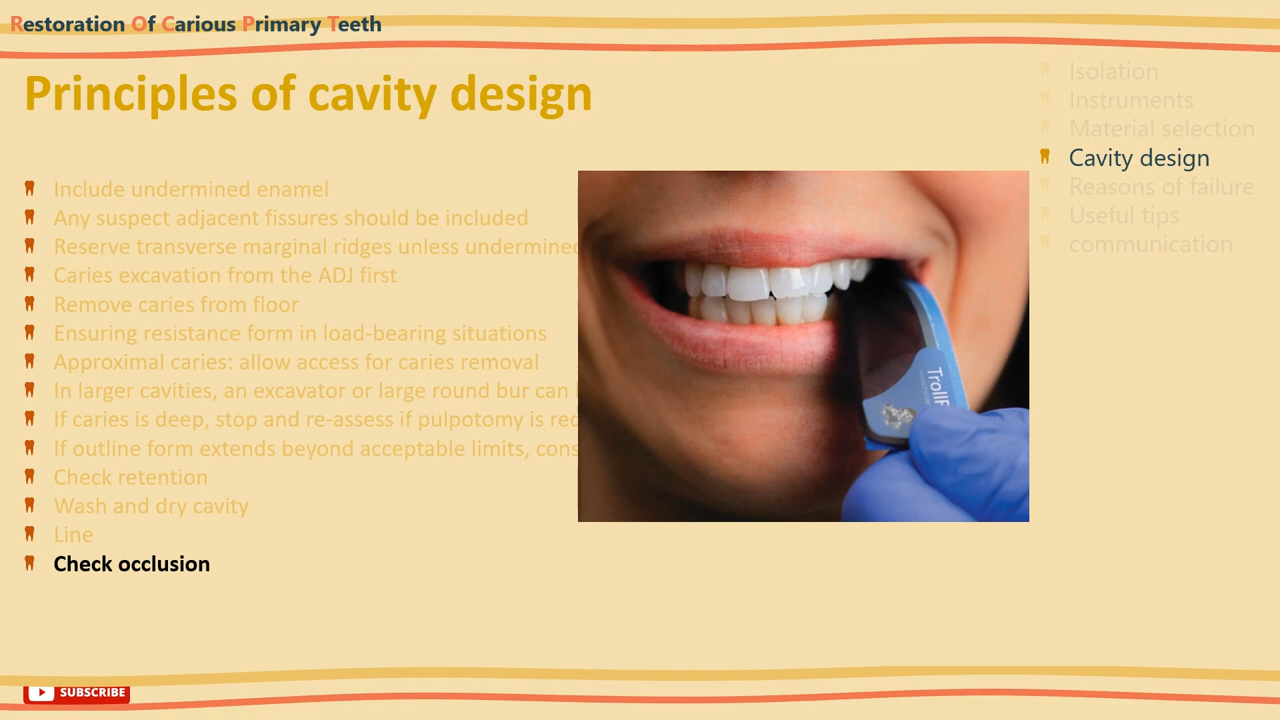 Restoration Of Carious Primary Teeth
Principles of cavity design
Include undermined enamel
Any suspect adjacent fissures should be included
Reserve transverse marginal ridges unless undermined
Caries excavation from the ADJ first
Remove caries from floor
Ensuring resistance form in load-bearing situations
Approximal caries: allow access for caries removal
In larger cavities, an excavator or large round bur can
If caries is deep, stop and re-assess if pulpotomy is
If outline form extends beyond acceptable limits,
Check retention
Wash and dry cavity
Line
Check occlusion
Isolation
Instruments
Material selection
Cavity design
Reasons of failure
Useful tips
communication
TrollF
SUBSCRIBE